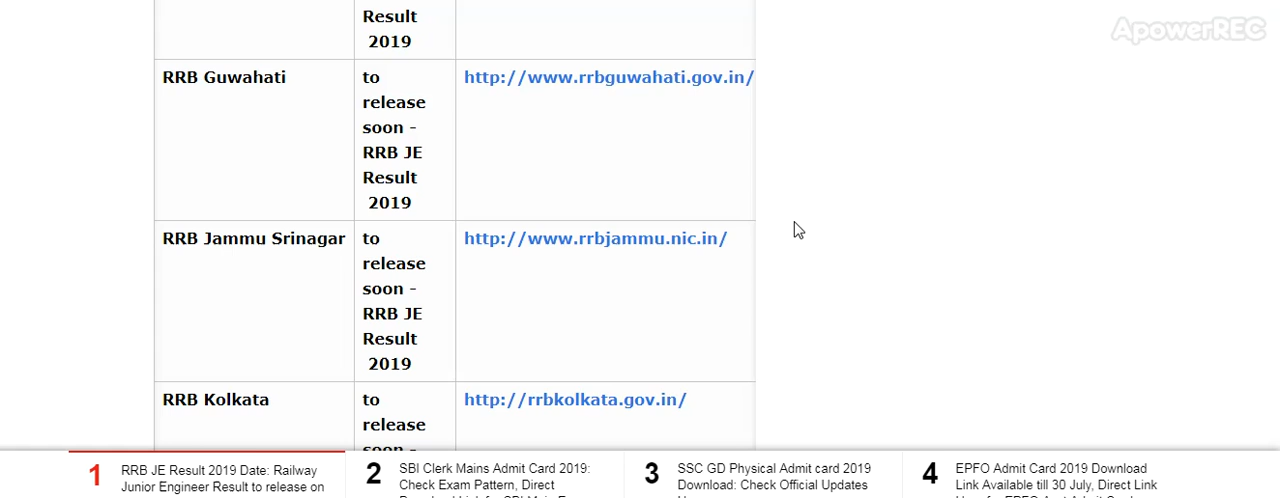 ApowerREC
Result
2019
RRB Guwahati
to
release
soon -
RRB JE
Result
2019
http://www.rrbguwahati.gov.in/
RRB Jammu Srinagar
to
release
soon -
RRB JE
Result
2019
http://www.rrbjammu.nic.in/
RRB Kolkata
to
release
soon -
http://rrbkolkata.gov.in/
1
RRB JE Result 2019 Date: Railway
Junior Engineer Result to release on
2
SBI Clerk Mains Admit Card 2019:
Check Exam Pattern, Direct
3
SSC GD Physical Admit card 2019
Download: Check Official Updates
4
EPFO Admit Card 2019 Download
Link Available till 30 July, Direct Link